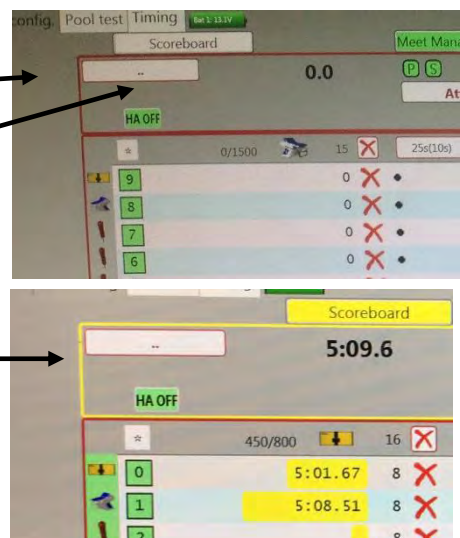 config. Pool test Timing Bat 1: 13.1V
Scoreboard Meet Mana
.. 0.0 P S
At
HA OFF
* 0/1500 15 25s(10s)
9 0
8 0
7 0
6 0
Scoreboard
.. 5:09.6
HA OFF
* 450/800 16
0 5:01.67 8
1 5:08.51 8
2 8